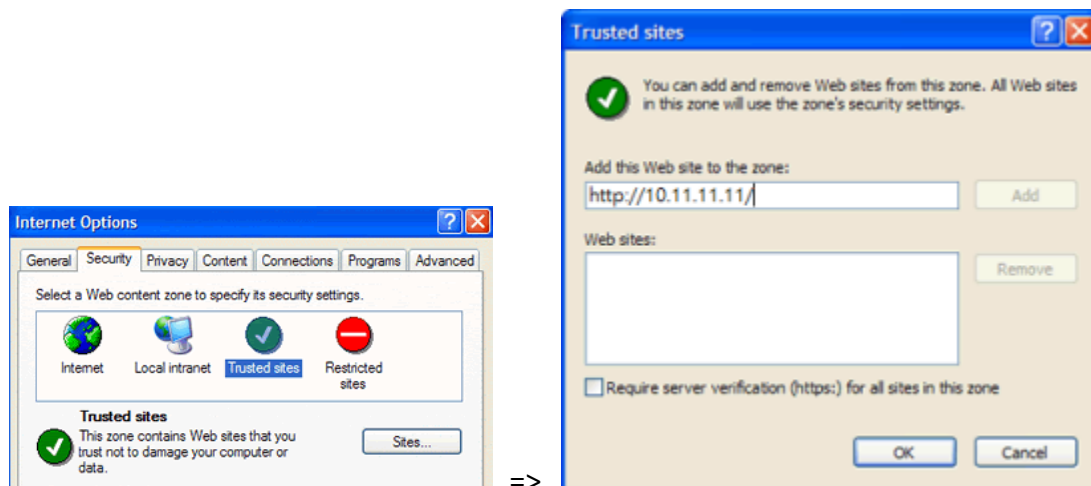 Internet Options
General Security Privacy Content Connections Programs Advanced
Select a Web content zone to specify its security settings.
Internet Local intranet Trusted sites Restricted
sites
Trusted sites
This zone contains Web sites that you
trust not to damage your computer or
data.
Sites...
=>
Trusted sites
You can add and remove Web sites from this zone. All Web sites
in this zone will use the zone's security settings.
Add this Web site to the zone:
http://10.11.11.11/
Add
Web sites:
Remove
Require server verification (https:) for all sites in this zone
OK Cancel